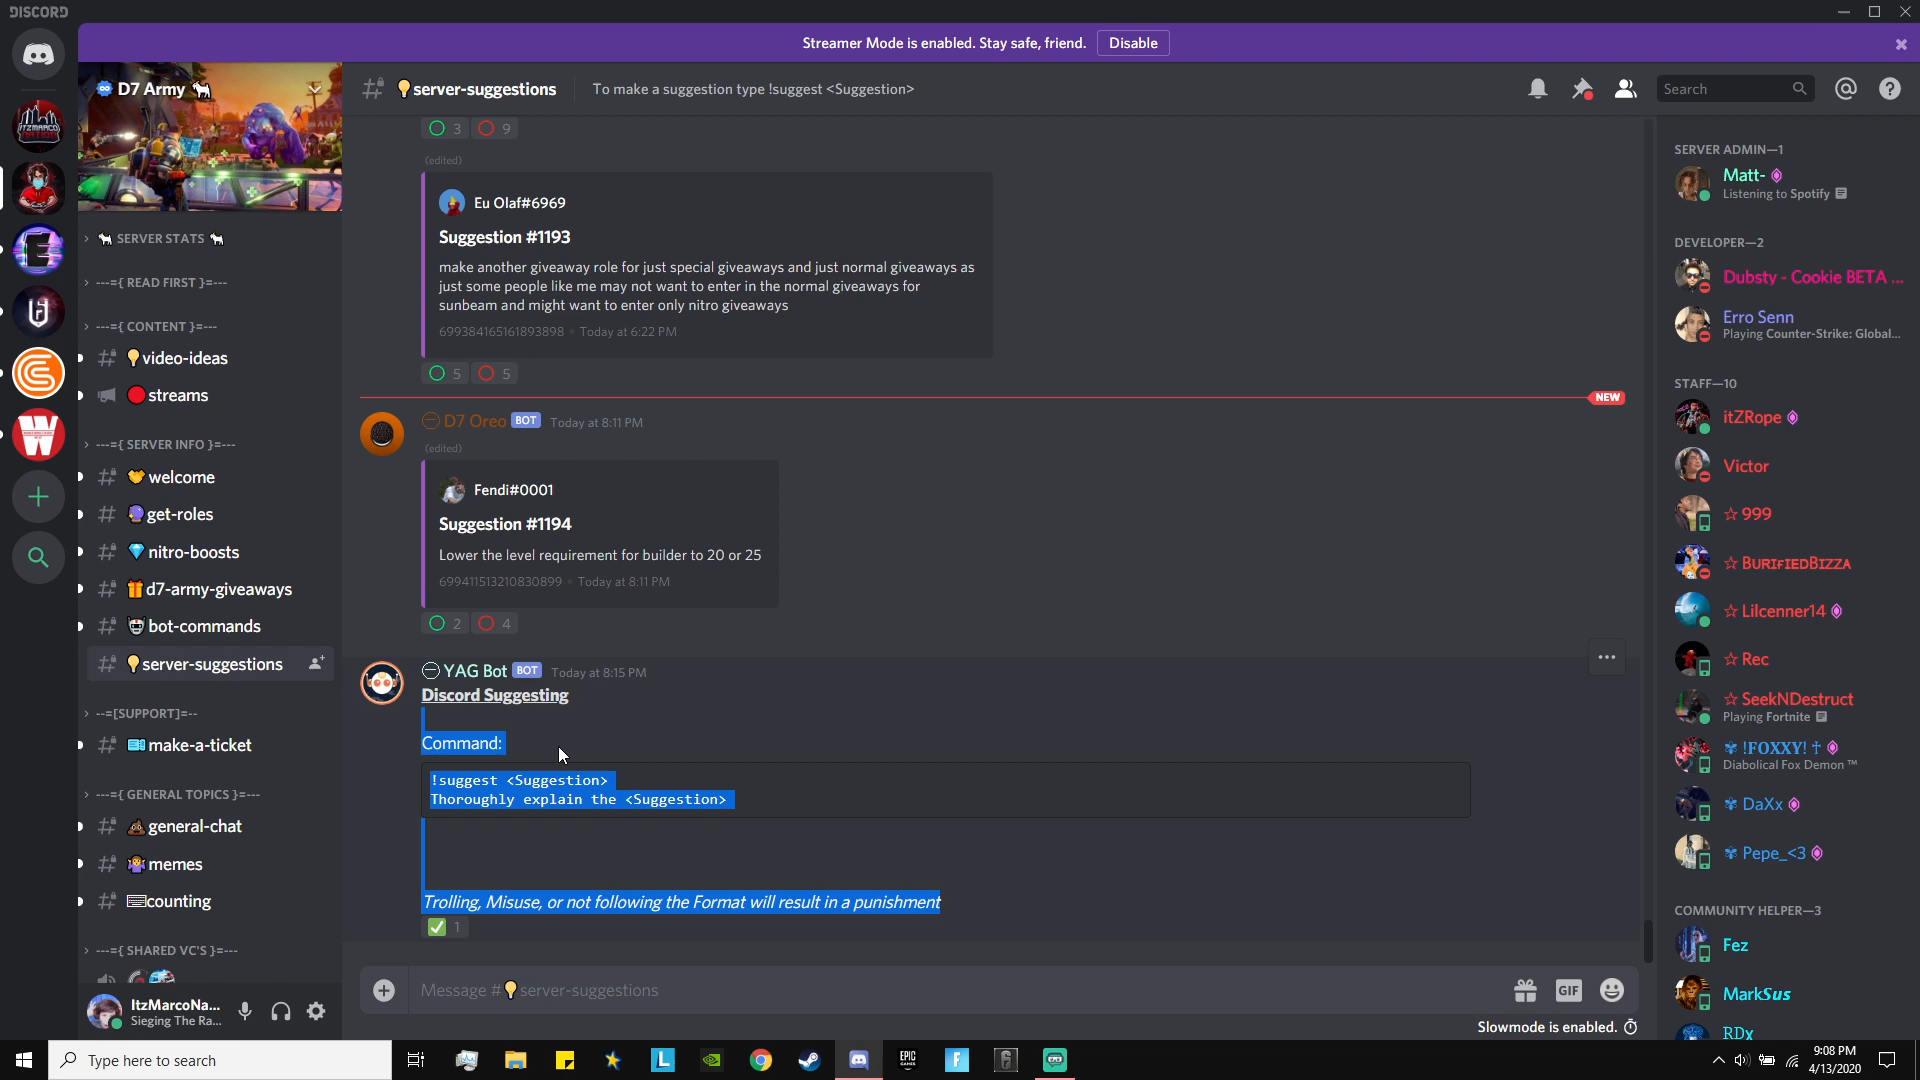 DISCORD
Streamer Mode is enabled. Stay safe, friend.
Disable
D7 Army
server-suggestions
To make a suggestion type !suggest <Suggestion>
Search
SERVER STATS
---={ READ FIRST }=---
---={ CONTENT }=---
video-ideas
streams
---={ SERVER INFO }=---
welcome
get-roles
nitro-boosts
d7-army-giveaways
bot-commands
server-suggestions
--=[SUPPORT]=--
make-a-ticket
---={ GENERAL TOPICS }=---
general-chat
memes
counting
---={ SHARED VC'S }=---
ItzMarcoNa...
Sieging The Ra...
3
9
(edited)
Eu Olaf#6969
Suggestion #1193
make another giveaway role for just special giveaways and just normal giveaways as
just some people like me may not want to enter in the normal giveaways for
sunbeam and might want to enter only nitro giveaways
699384165161893898 • Today at 6:22 PM
5
5
NEW
D7 Oreo BOT Today at 8:11 PM
(edited)
Fendi#0001
Suggestion #1194
Lower the level requirement for builder to 20 or 25
699411513210830899 • Today at 8:11 PM
2
4
YAG Bot BOT Today at 8:15 PM
Discord Suggesting
Command:
!suggest <Suggestion>
Thoroughly explain the <Suggestion>
Trolling, Misuse, or not following the Format will result in a punishment
1
Message # server-suggestions
GIF
Slowmode is enabled.
SERVER ADMIN—1
Matt-
Listening to Spotify
DEVELOPER—2
Dubsty - Cookie BETA ...
Erro Senn
Playing Counter-Strike: Global...
STAFF—10
itZRope
Victor
☆ 999
☆ BURIFIEDBIZZA
☆ Lilcenner14
☆ Rec
☆ SeekNDestruct
Playing Fortnite
!FOXXY! †
Diabolical Fox Demon ™
DaXx
Pepe_<3
COMMUNITY HELPER—3
Fez
MarkSus
RDx
Type here to search
L
EPIC
GAMES
9:08 PM
4/13/2020